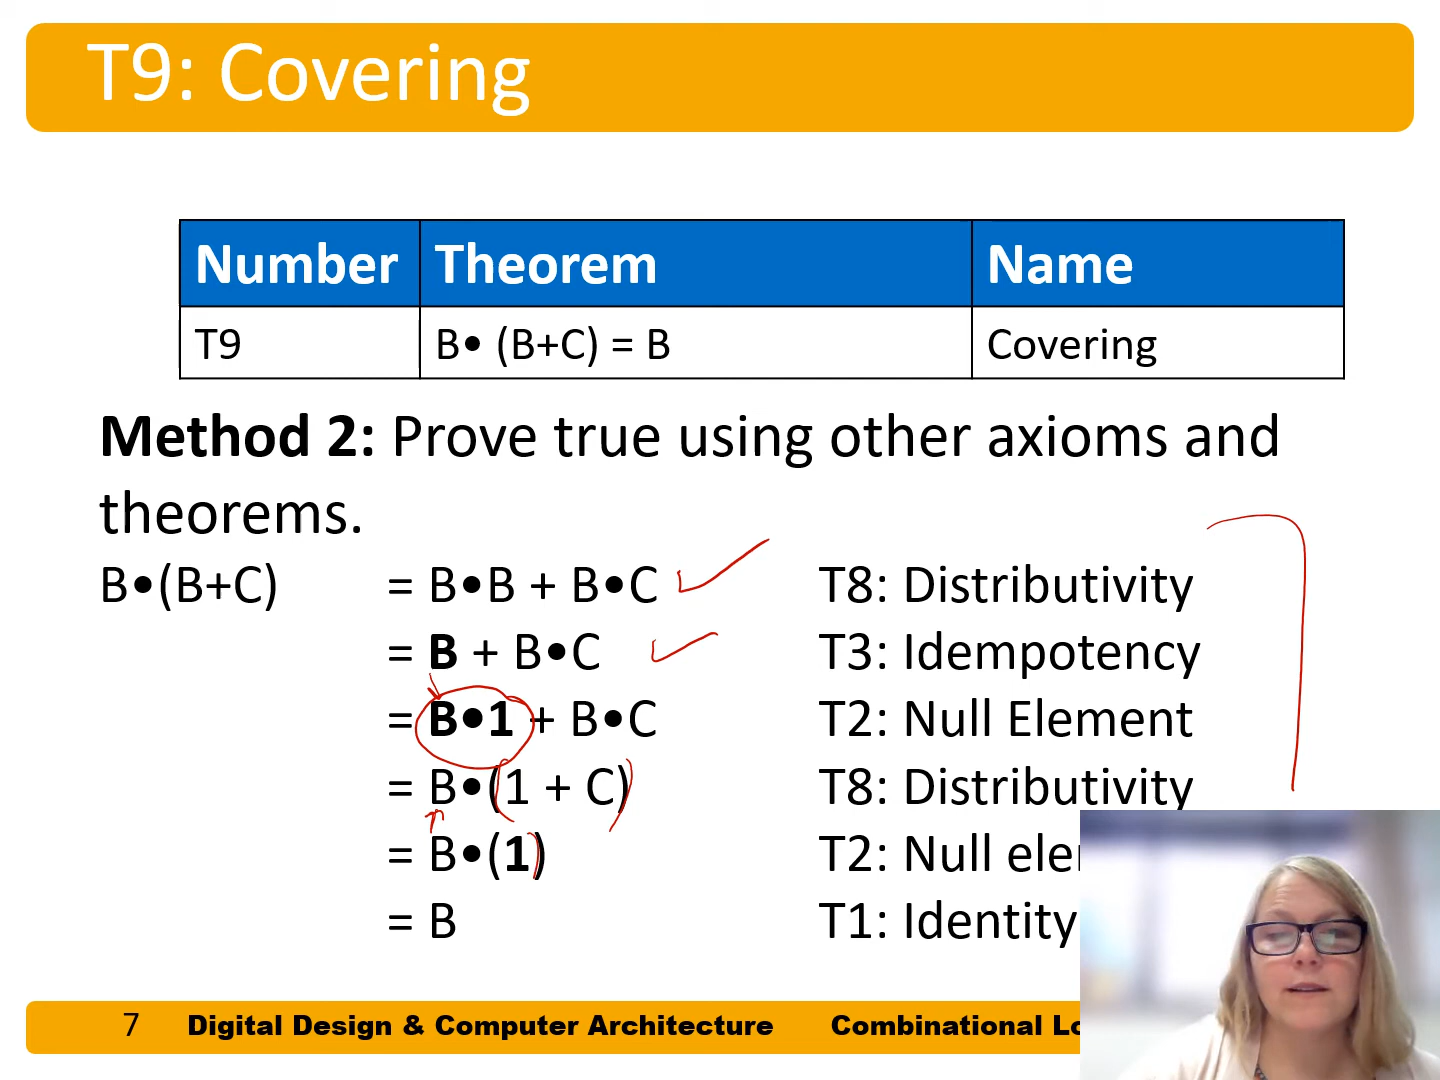 T9: Covering
Number Theorem Name
T9 B• (B+C) = B Covering
Method 2: Prove true using other axioms and
theorems.
B•(B+C) = B•B + B•C T8: Distributivity
= B + B•C T3: Idempotency
= B•1 + B•C T2: Null Element
= B•(1 + C) T8: Distributivity
= B•(1) T2: Null
= B T1: Identity
7 Digital Design & Computer Architecture Combinational